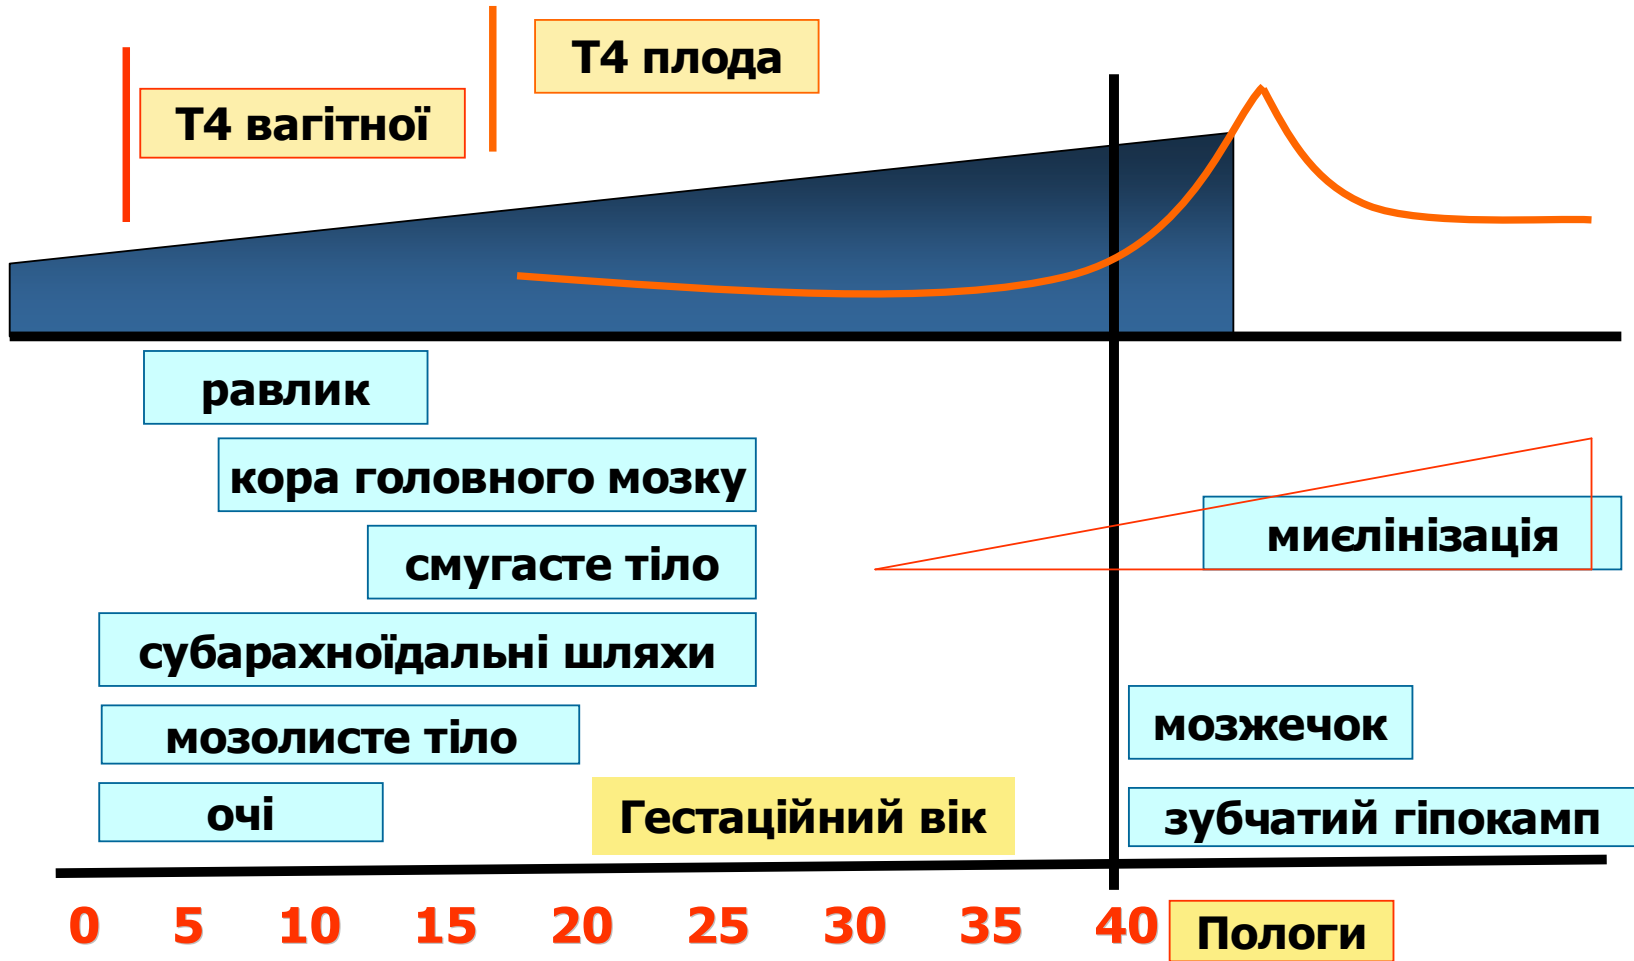 Т4 плода
Т4 вагітної
равлик
кора головного мозку
смугасте тіло
миєлінізація
субарахноїдальні шляхи
мозолисте тіло
мозжечок
очі
Гестаційний вік
зубчатий гіпокамп
0 5 10 15 20 25 30 35 40
Пологи